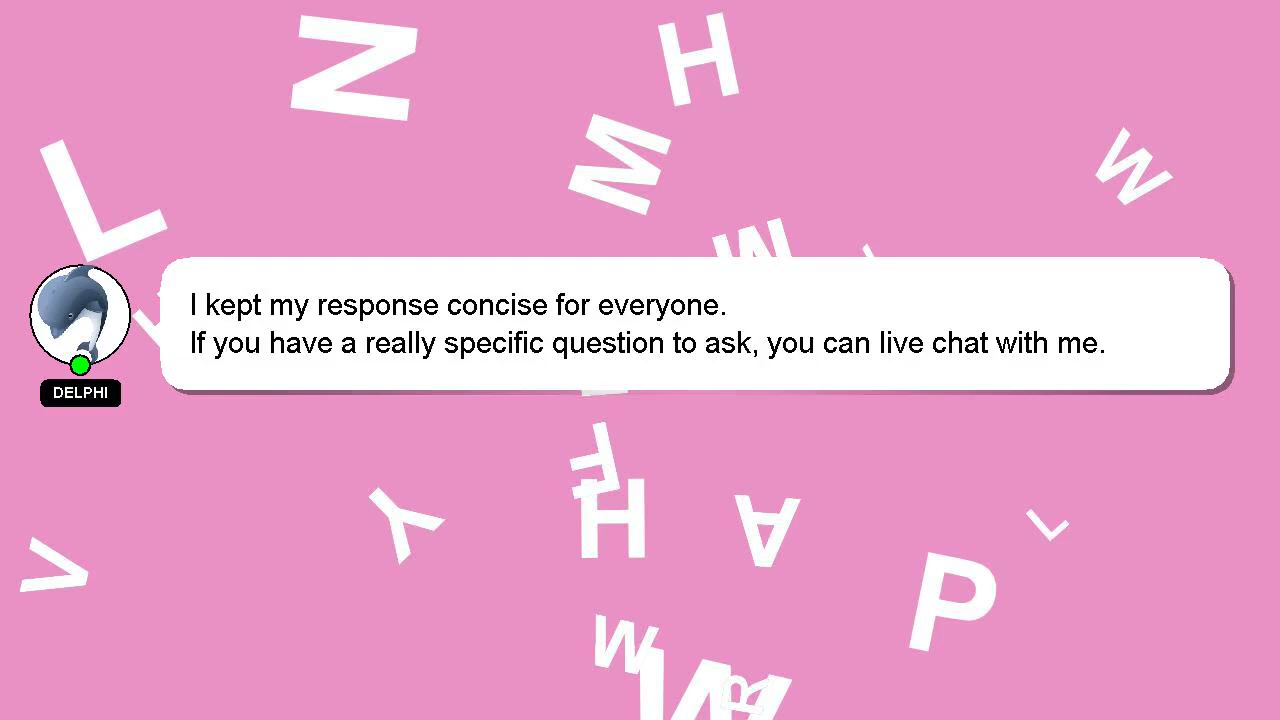 Z
H
M
W
L
W
I kept my response concise for everyone.
If you have a really specific question to ask, you can live chat with me.
DELPHI
F
H
A
Y
L
V
P
W
W
R